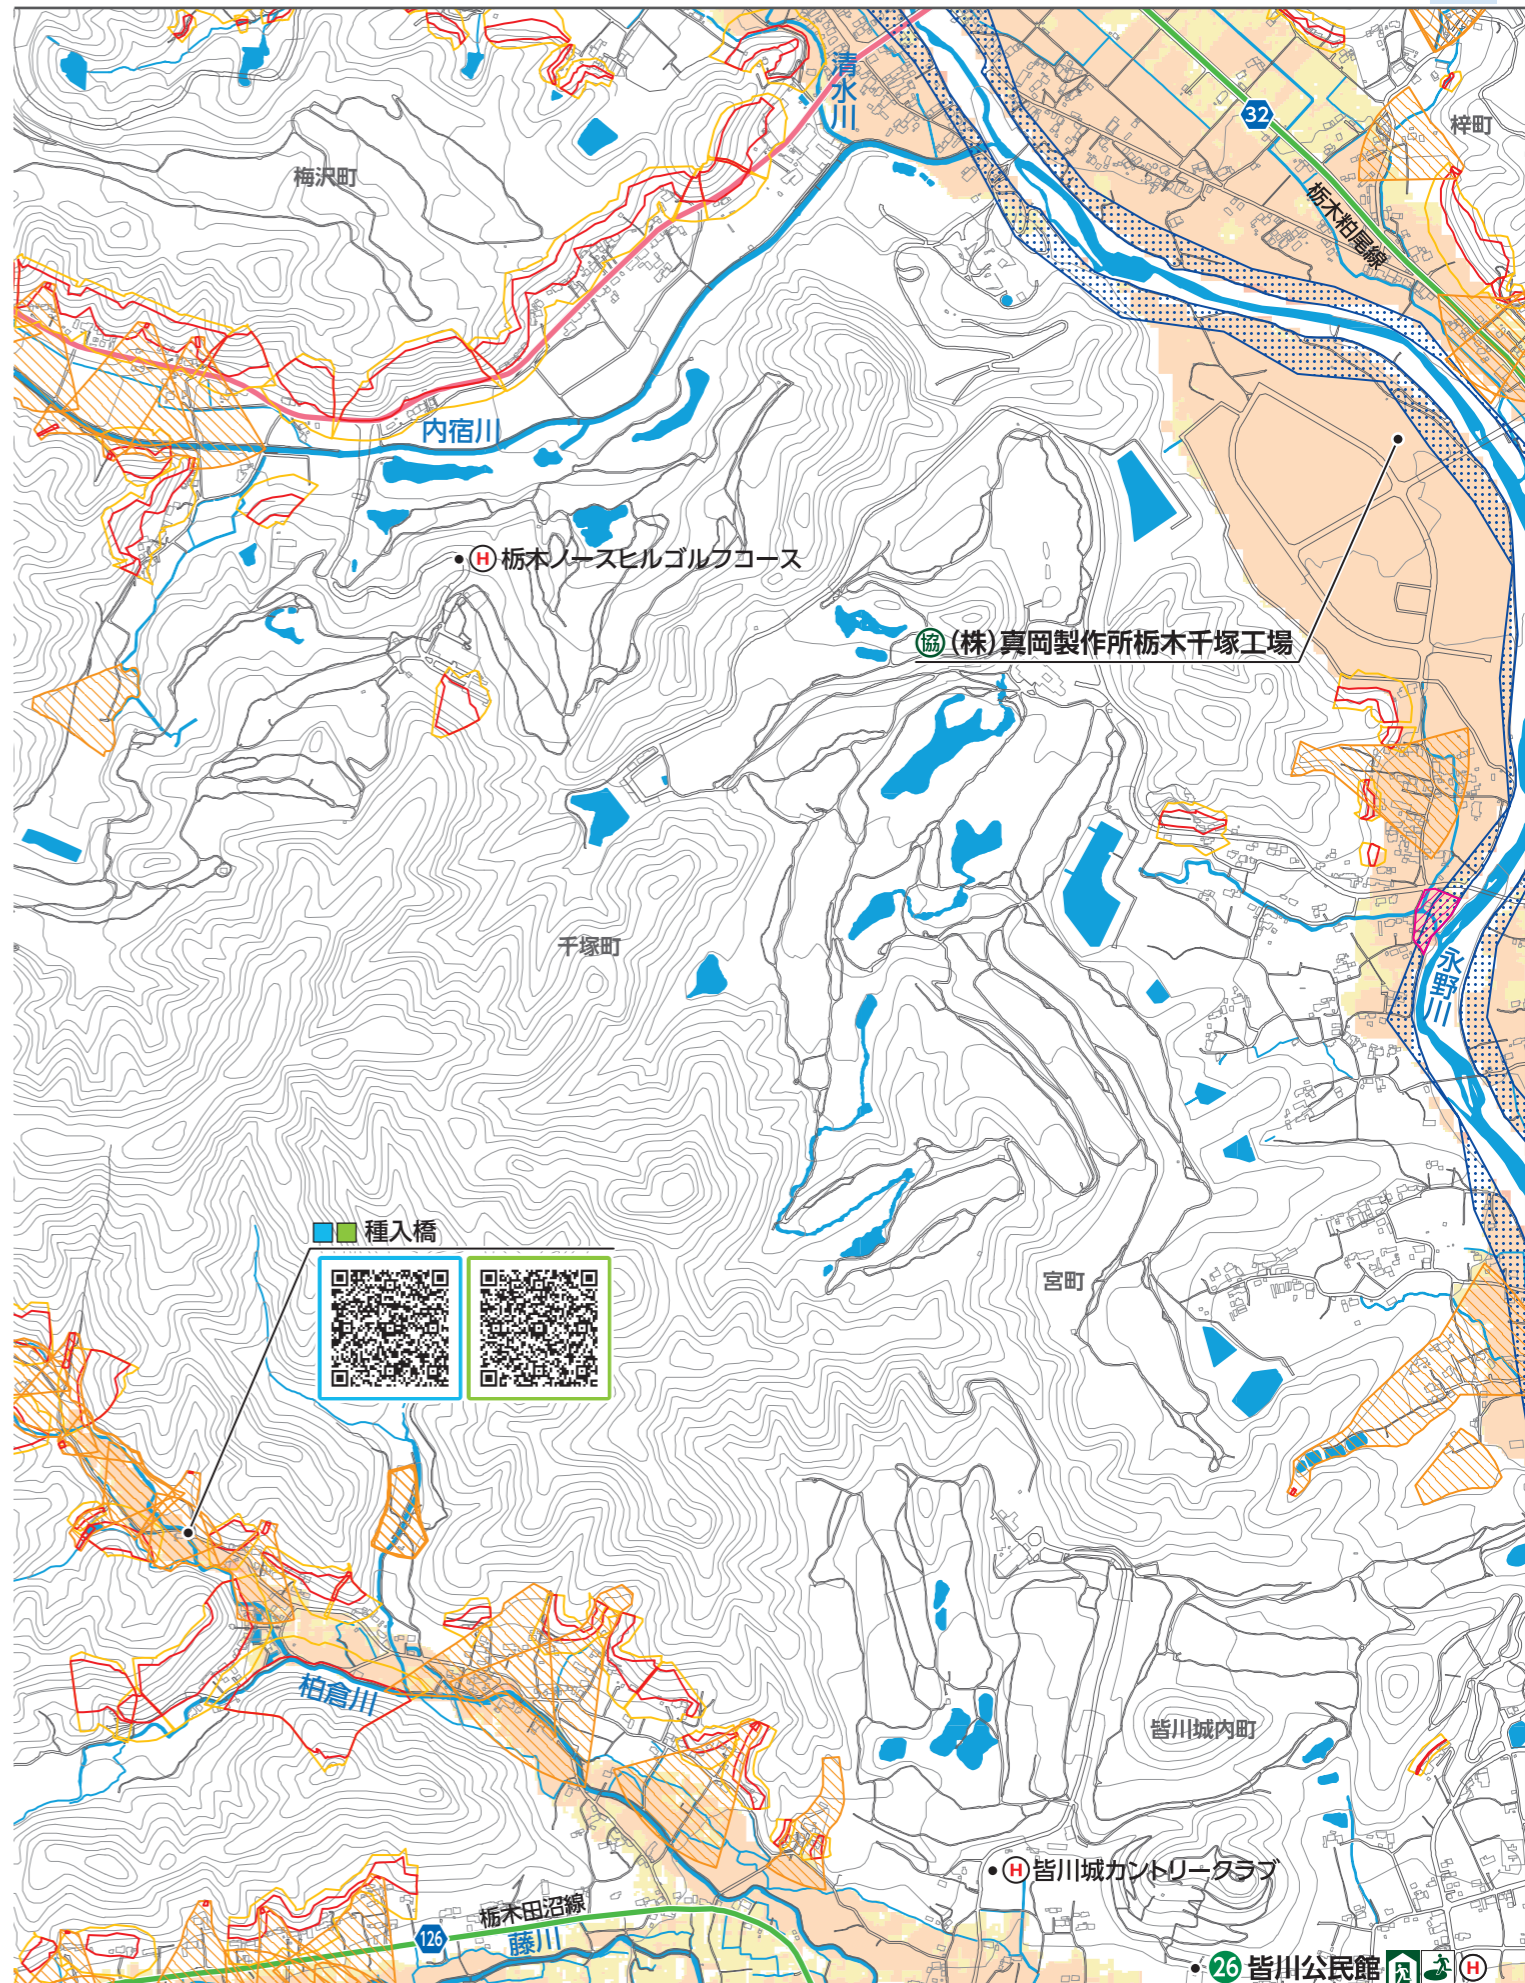 清水川
32
梓町
梅沢町
栃木粕尾線
内宿川
H 栃木ノースヒルゴルフコース
協 (株)真岡製作所栃木千塚工場
千塚町
永野川
種入橋
宮町
柏倉川
皆川城内町
H 皆川城カントリークラブ
栃木田沼線
126
藤川
26 皆川公民館 H